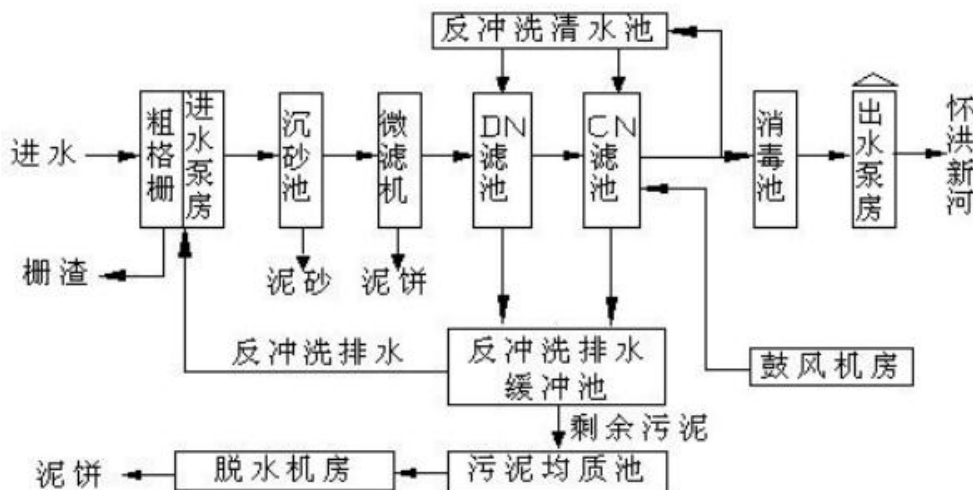 反冲洗清水池
进水
粗格栅
进水泵房
沉砂池
微滤机
DN滤池
CN滤池
消毒池
出水泵房
怀洪新河
栅渣
泥砂
泥饼
反冲洗排水
反冲洗排水
缓冲池
鼓风机房
剩余污泥
泥饼
脱水机房
污泥均质池